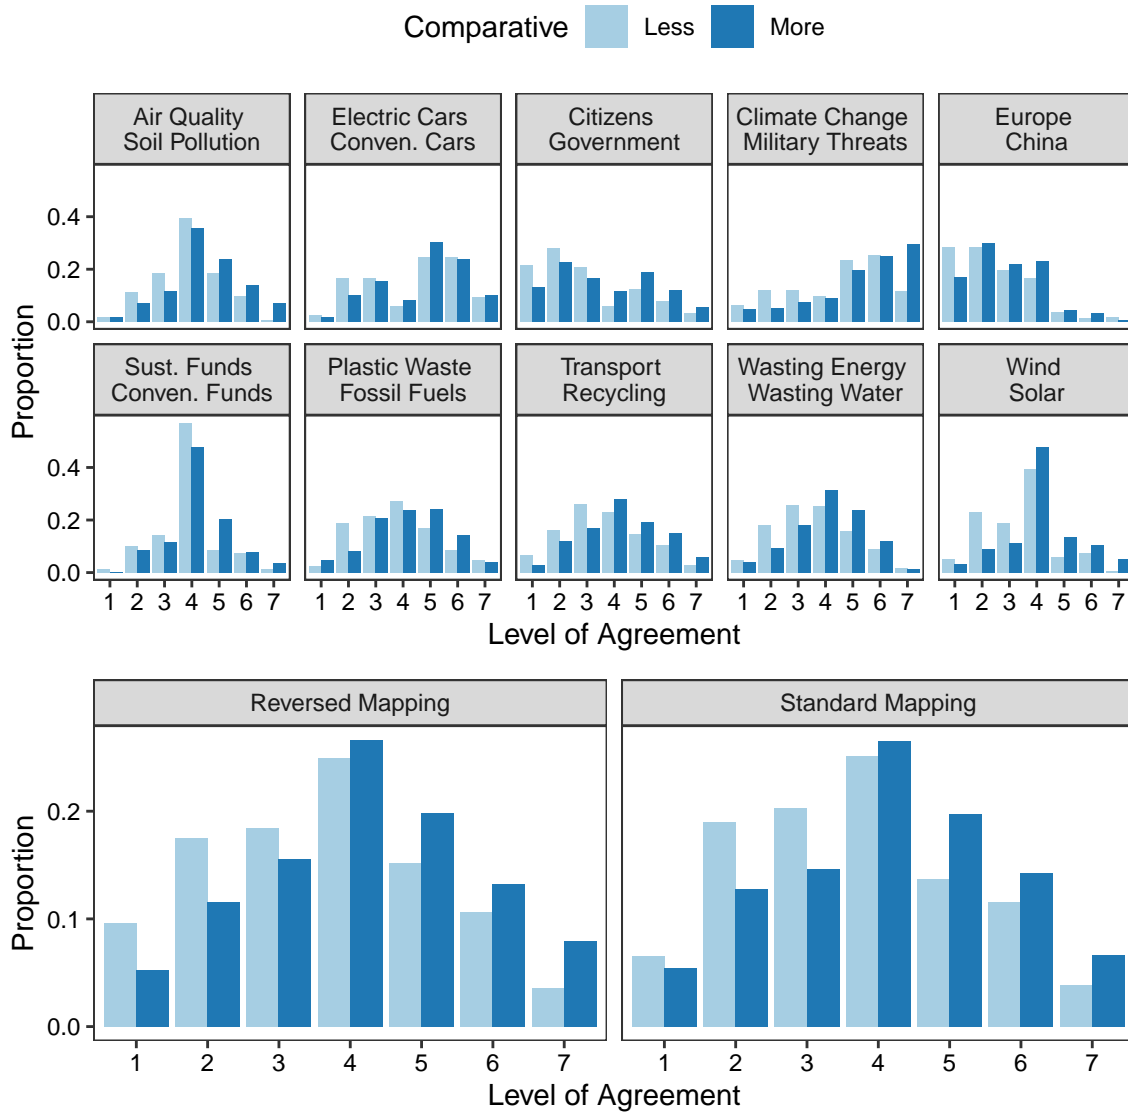 Comparative Less More
Air Quality
Soil Pollution
Electric Cars
Conven. Cars
Citizens
Government
Climate Change
Military Threats
Europe
China
0.4
0.2
0.0
Sust. Funds
Conven. Funds
Plastic Waste
Fossil Fuels
Transport
Recycling
Wasting Energy
Wasting Water
Wind
Solar
0.4
0.2
0.0
Proportion
1 2 3 4 5 6 7
1 2 3 4 5 6 7
1 2 3 4 5 6 7
1 2 3 4 5 6 7
1 2 3 4 5 6 7
Level of Agreement
Reversed Mapping
Standard Mapping
0.2
0.1
0.0
Proportion
1 2 3 4 5 6 7
1 2 3 4 5 6 7
Level of Agreement